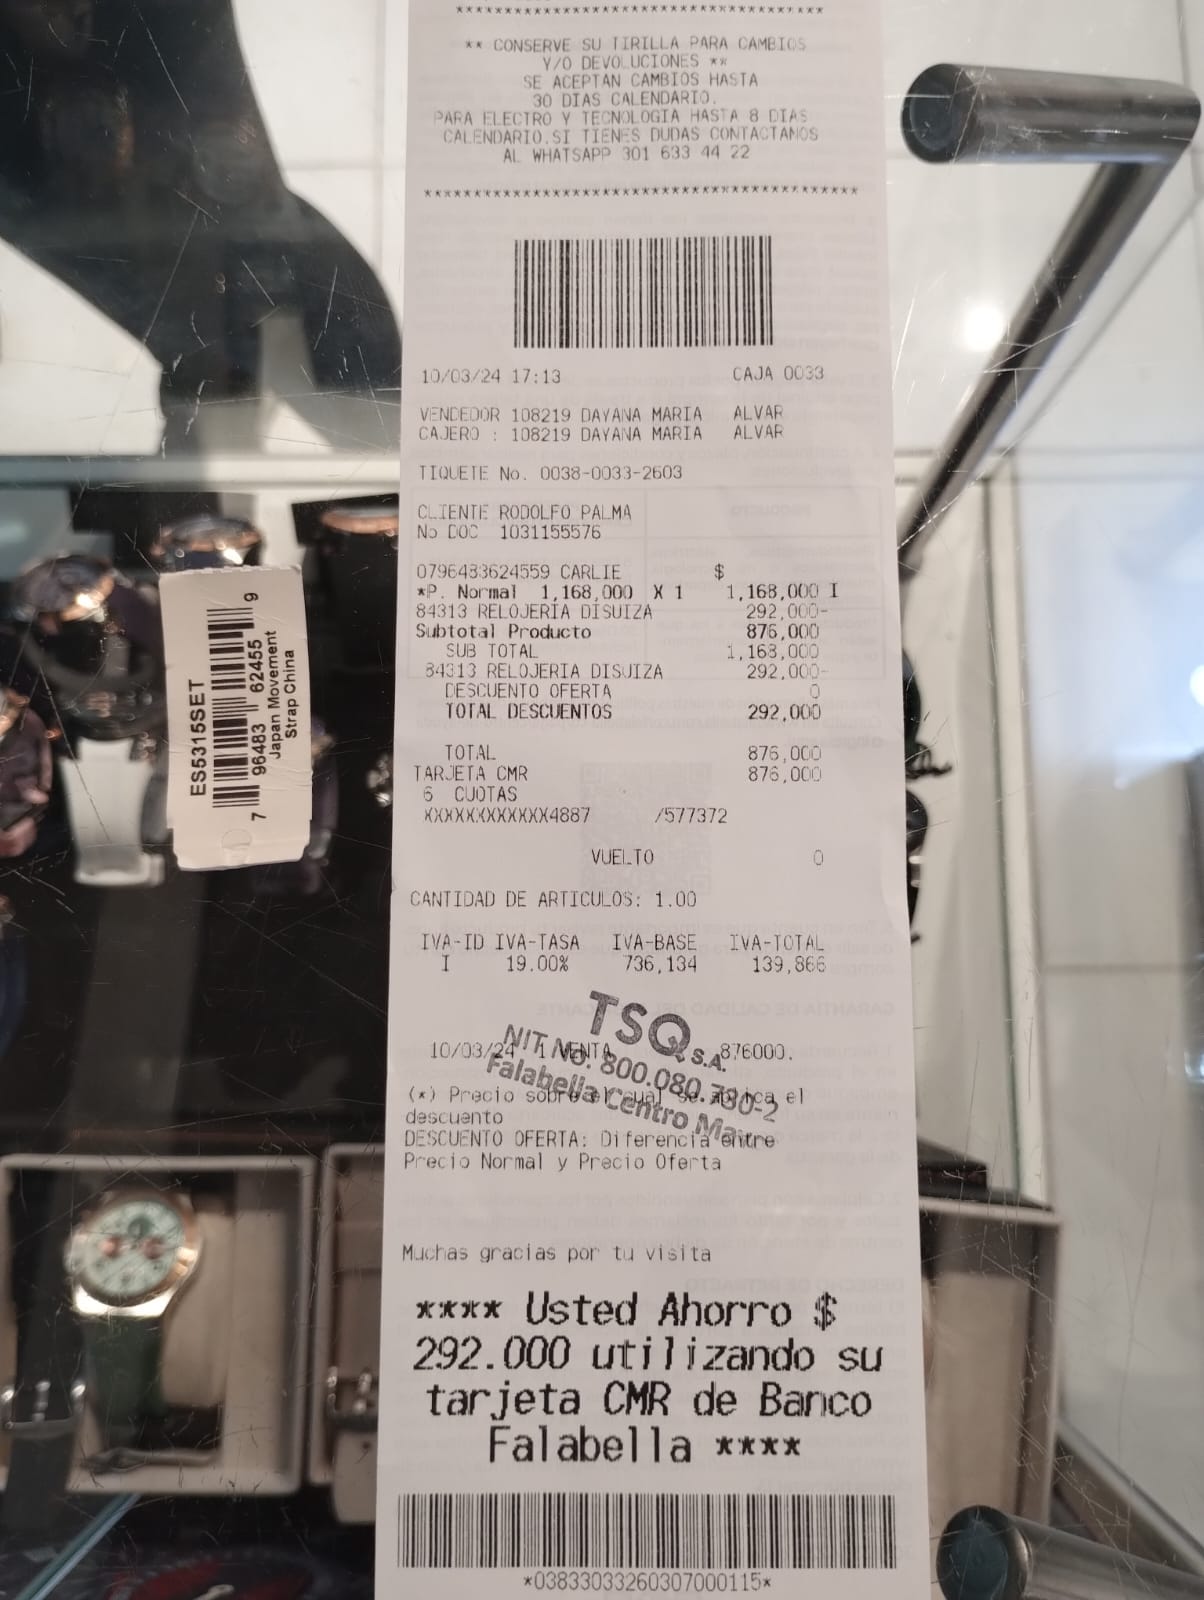 ** CONSERVE SU TIRILLA PARA CAMBIOS
Y/O DEVOLUCIONES **
SE ACEPTAN CAMBIOS HASTA
30 DIAS CALENDARIO.
PARA ELECTRO Y TECNOLOGIA HASTA 8 DIAS
CALENDARIO.SI TIENES DUDAS CONTACTANOS
AL WHATSAPP 301 633 44 22
10/03/24 17:13 CAJA 0033
VENDEDOR 108219 DAYANA MARIA ALVAR
CAJERO : 108219 DAYANA MARIA ALVAR
TIQUETE No. 0038-0033-2603
CLIENTE RODOLFO PALMA
No DOC 1031155576
0796483624559 CARLIE $
*P. Normal 1,168,000 X 1 1,168,000 I
84313 RELOJERIA DISUIZA 292,000-
Subtotal Producto 876,000
SUB TOTAL 1,168,000
84313 RELOJERIA DISUIZA 292,000-
DESCUENTO OFERTA 0
TOTAL DESCUENTOS 292,000
TOTAL 876,000
TARJETA CMR 876,000
6 CUOTAS
XXXXXXXXXXXX4887 /577372
VUELTO 0
CANTIDAD DE ARTICULOS: 1.00
IVA-ID IVA-TASA IVA-BASE IVA-TOTAL
I 19.00% 736,134 139,866
TSQ S.A.
NIT No. 800.080.780-2
Falabella Centro
10/03/24 1 VENTA 876000.
(*) Precio sobre el cual se aplica el
descuento
DESCUENTO OFERTA: Diferencia entre
Precio Normal y Precio Oferta
Muchas gracias por tu visita
**** Usted Ahorro $
292.000 utilizando su
tarjeta CMR de Banco
Falabella ****
*03833033260307000115*
ES5315SET
7 96483 62455 9
Japan Movement
Strap China